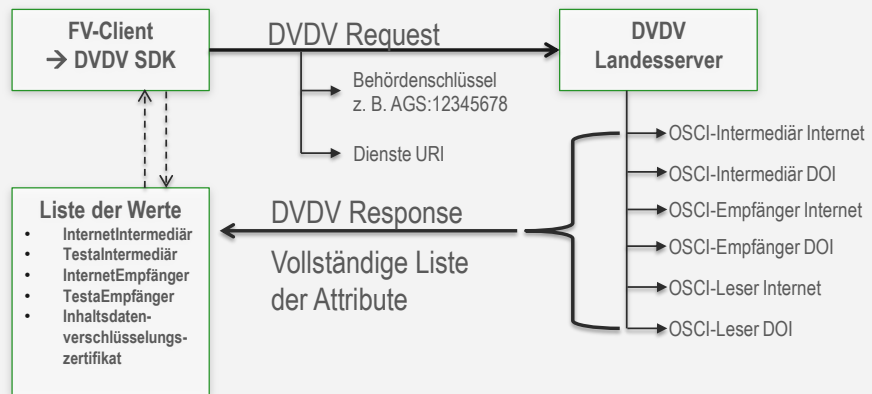 FV-Client
→ DVDV SDK
DVDV Request
DVDV
Landesserver
Behördenschlüssel
z. B. AGS:12345678
Dienste URI
OSCI-Intermediär Internet
OSCI-Intermediär DOI
OSCI-Empfänger Internet
OSCI-Empfänger DOI
OSCI-Leser Internet
OSCI-Leser DOI
DVDV Response
Vollständige Liste
der Attribute
Liste der Werte
• InternetIntermediär
• TestaIntermediär
• InternetEmpfänger
• TestaEmpfänger
• Inhaltsdaten-
verschlüsselungs-
zertifikat